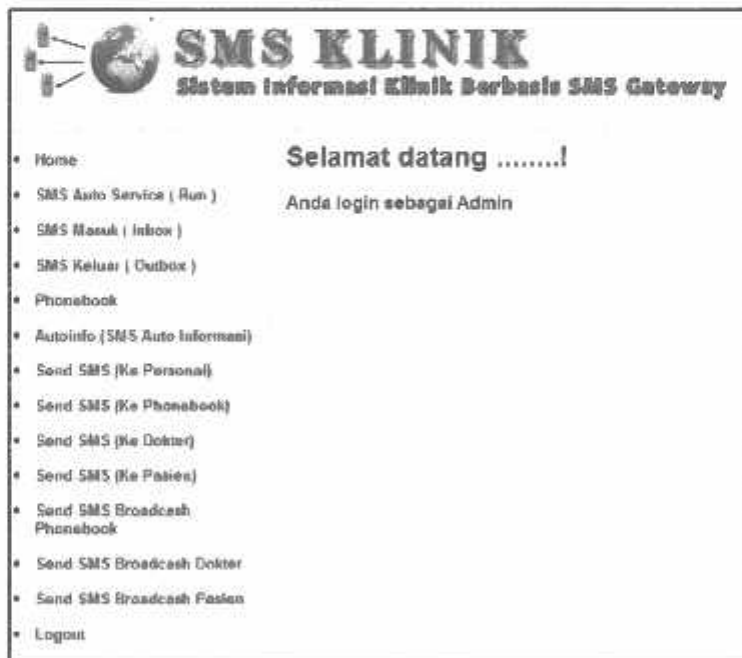 SMS KLINIK
Sistem Informasi Klinik Berbasis SMS Gateway
Selamat datang ........!
Anda login sebagai Admin
• Home
• SMS Auto Service ( Run )
• SMS Masuk ( Inbox )
• SMS Keluar ( Outbox )
• Phonebook
• Autoinfo (SMS Auto Informasi)
• Send SMS (Ke Personal)
• Send SMS (Ke Phonebook)
• Send SMS (Ke Dokter)
• Send SMS (Ke Pasien)
• Send SMS Broadcash
Phonebook
• Send SMS Broadcash Dokter
• Send SMS Broadcash Pasien
• Logout